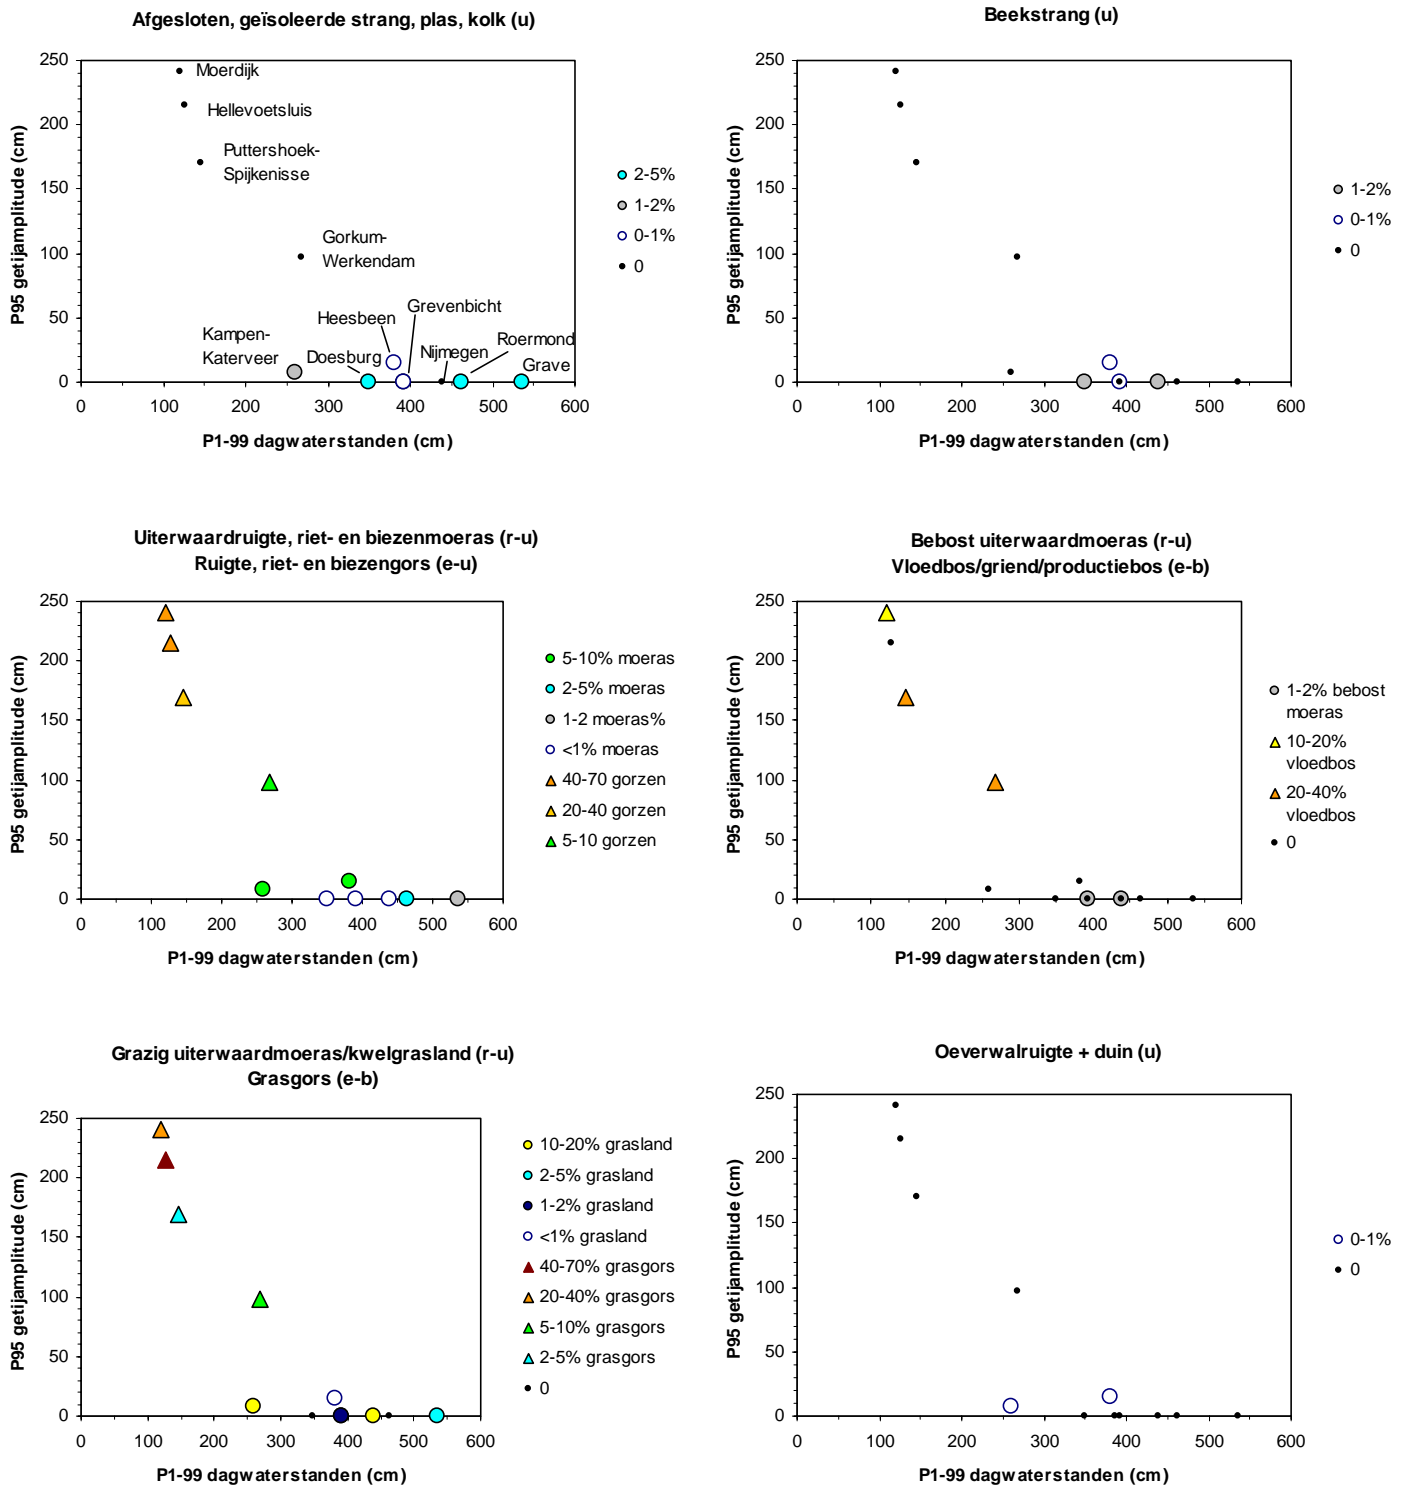 Afgesloten, geïsoleerde strang, plas, kolk (u)
P95 getijamplitude (cm)
250
200
150
100
50
0
Moerdijk
Hellevoetsluis
Puttershoek-
Spijkenisse
Gorkum-
Werkendam
Grevenbicht
Heesbeen
Kampen-
Katerveer
Doesburg
Nijmegen
Roermond
Grave
0 100 200 300 400 500 600
P1-99 dagwaterstanden (cm)
2-5%
1-2%
0-1%
0
Beekstrang (u)
P95 getijamplitude (cm)
250
200
150
100
50
0
0 100 200 300 400 500 600
P1-99 dagwaterstanden (cm)
1-2%
0-1%
0
Uiterwaardruigte, riet- en biezenmoeras (r-u)
Ruigte, riet- en biezengors (e-u)
P95 getijamplitude (cm)
250
200
150
100
50
0
0 100 200 300 400 500 600
P1-99 dagwaterstanden (cm)
5-10% moeras
2-5% moeras
1-2 moeras%
<1% moeras
40-70 gorzen
20-40 gorzen
5-10 gorzen
Bebost uiterwaardmoeras (r-u)
Vloedbos/griend/productiebos (e-b)
P95 getijamplitude (cm)
250
200
150
100
50
0
0 100 200 300 400 500 600
P1-99 dagwaterstanden (cm)
1-2% bebost
moeras
10-20%
vloedbos
20-40%
vloedbos
0
Grazig uiterwaardmoeras/kwelgrasland (r-u)
Grasgors (e-b)
P95 getijamplitude (cm)
250
200
150
100
50
0
0 100 200 300 400 500 600
P1-99 dagwaterstanden (cm)
10-20% grasland
2-5% grasland
1-2% grasland
<1% grasland
40-70% grasgors
20-40% grasgors
5-10% grasgors
2-5% grasgors
0
Oeverwalruigte + duin (u)
P95 getijamplitude (cm)
250
200
150
100
50
0
0 100 200 300 400 500 600
P1-99 dagwaterstanden (cm)
0-1%
0